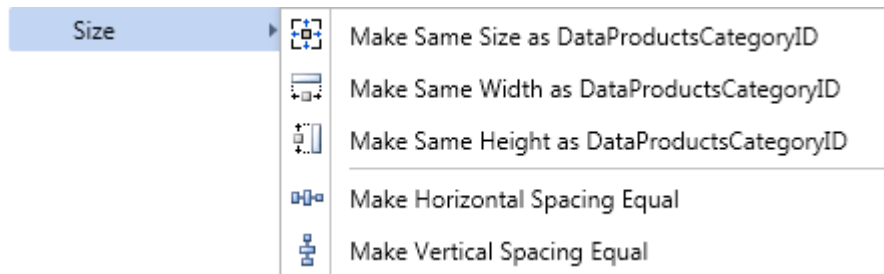 Size
Make Same Size as DataProductsCategoryID
Make Same Width as DataProductsCategoryID
Make Same Height as DataProductsCategoryID
Make Horizontal Spacing Equal
Make Vertical Spacing Equal